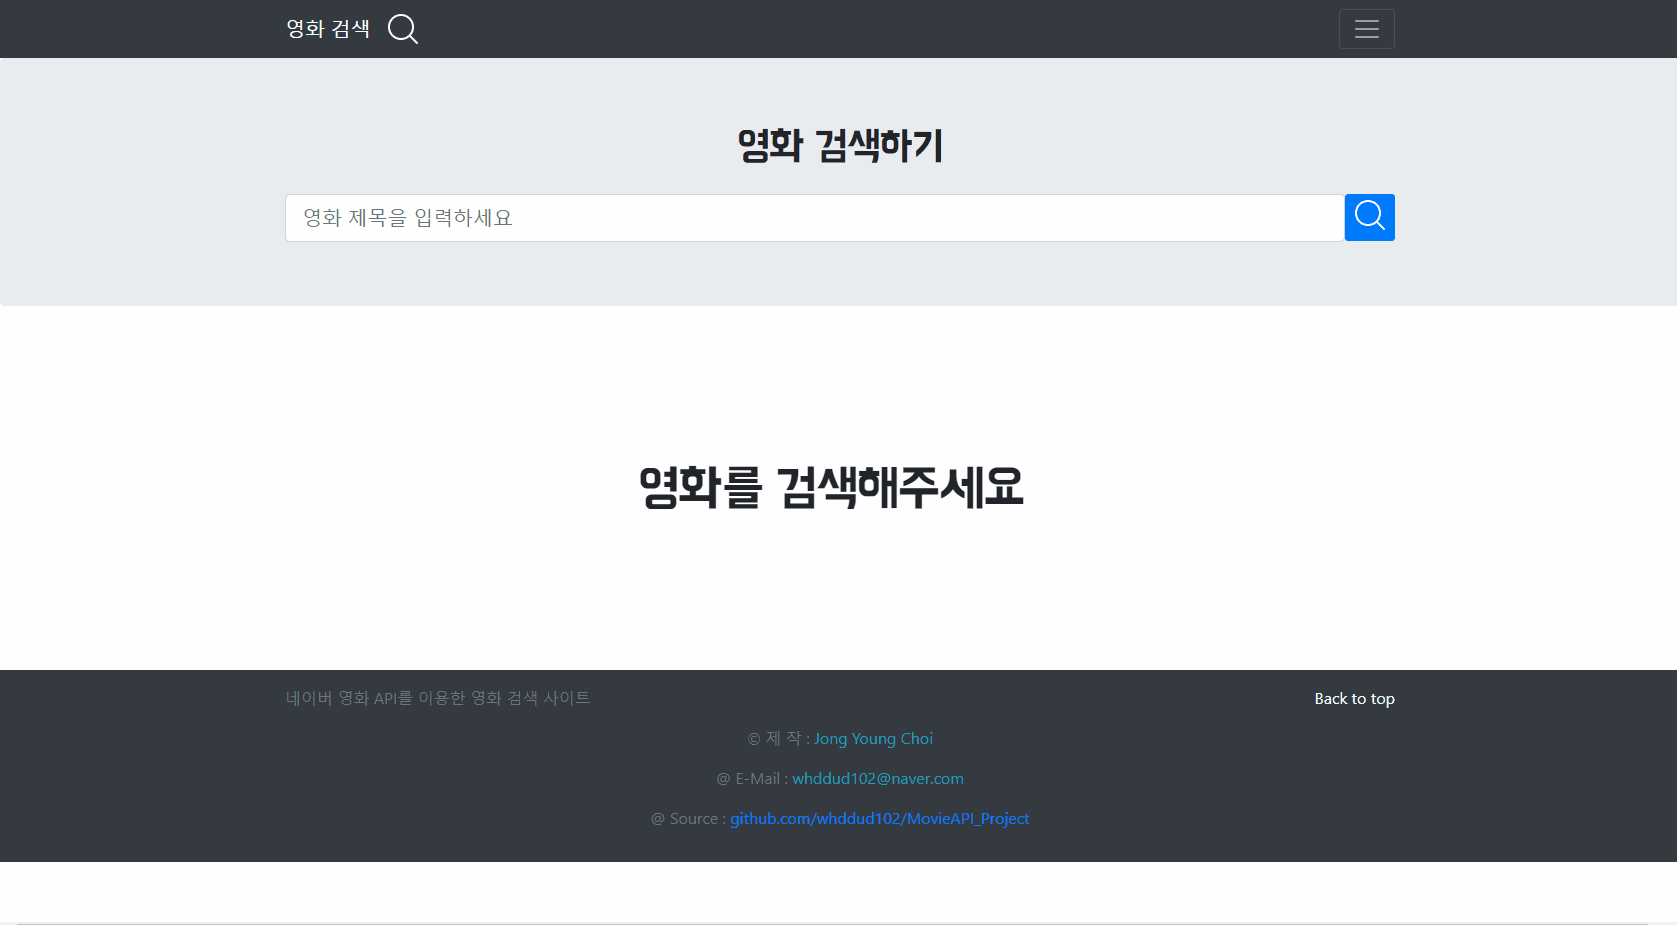 영화 검색
영화 검색하기
영화 제목을 입력하세요
영화를 검색해주세요
네이버 영화 API를 이용한 영화 검색 사이트
Back to top
© 제 작 : Jong Young Choi
@ E-Mail : whddud102@naver.com
@ Source : github.com/whddud102/MovieAPI_Project